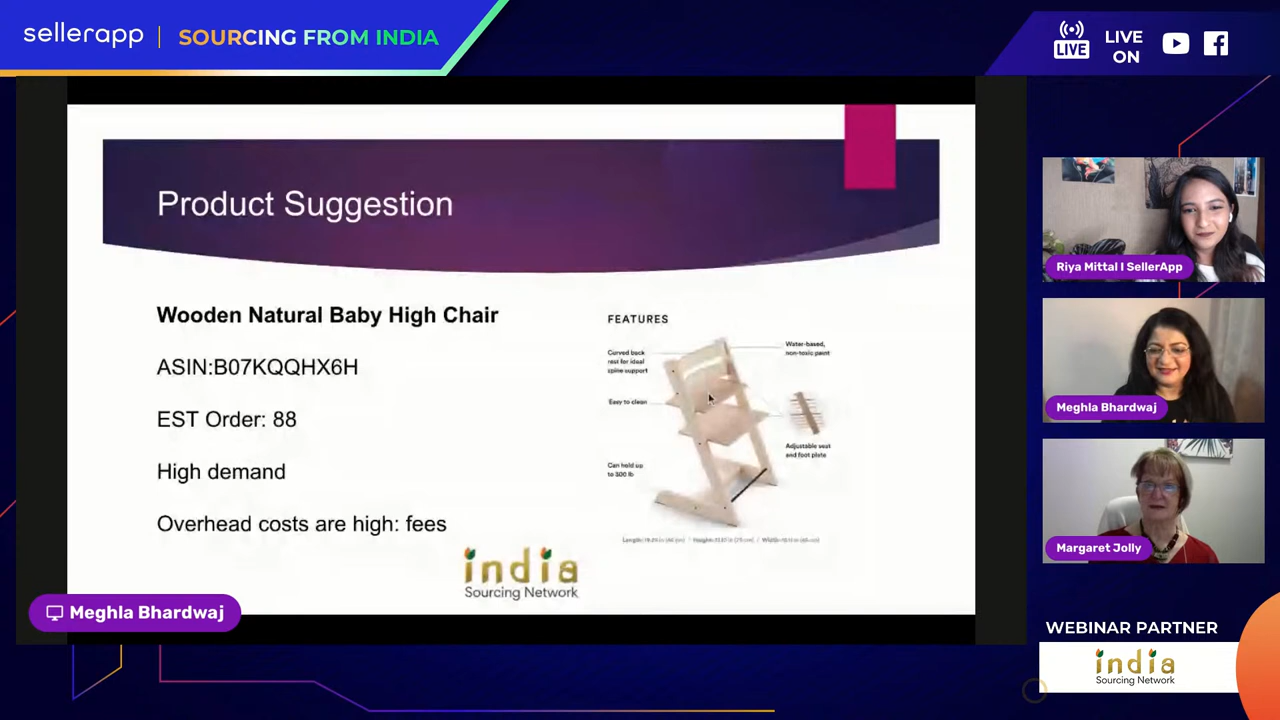 sellerapp
SOURCING FROM INDIA
LIVE
LIVE
ON
Product Suggestion
Wooden Natural Baby High Chair
ASIN:B07KQQHX6H
EST Order: 88
High demand
Overhead costs are high: fees
FEATURES
Curved back
rest for ideal
spine support
Water-based,
non-toxic paint
Easy to clean
Adjustable seat
and foot plate
Can hold up
to 300 lb
india
Sourcing Network
Meghla Bhardwaj
Riya Mittal I SellerApp
Meghla Bhardwaj
Margaret Jolly
WEBINAR PARTNER
india
Sourcing Network